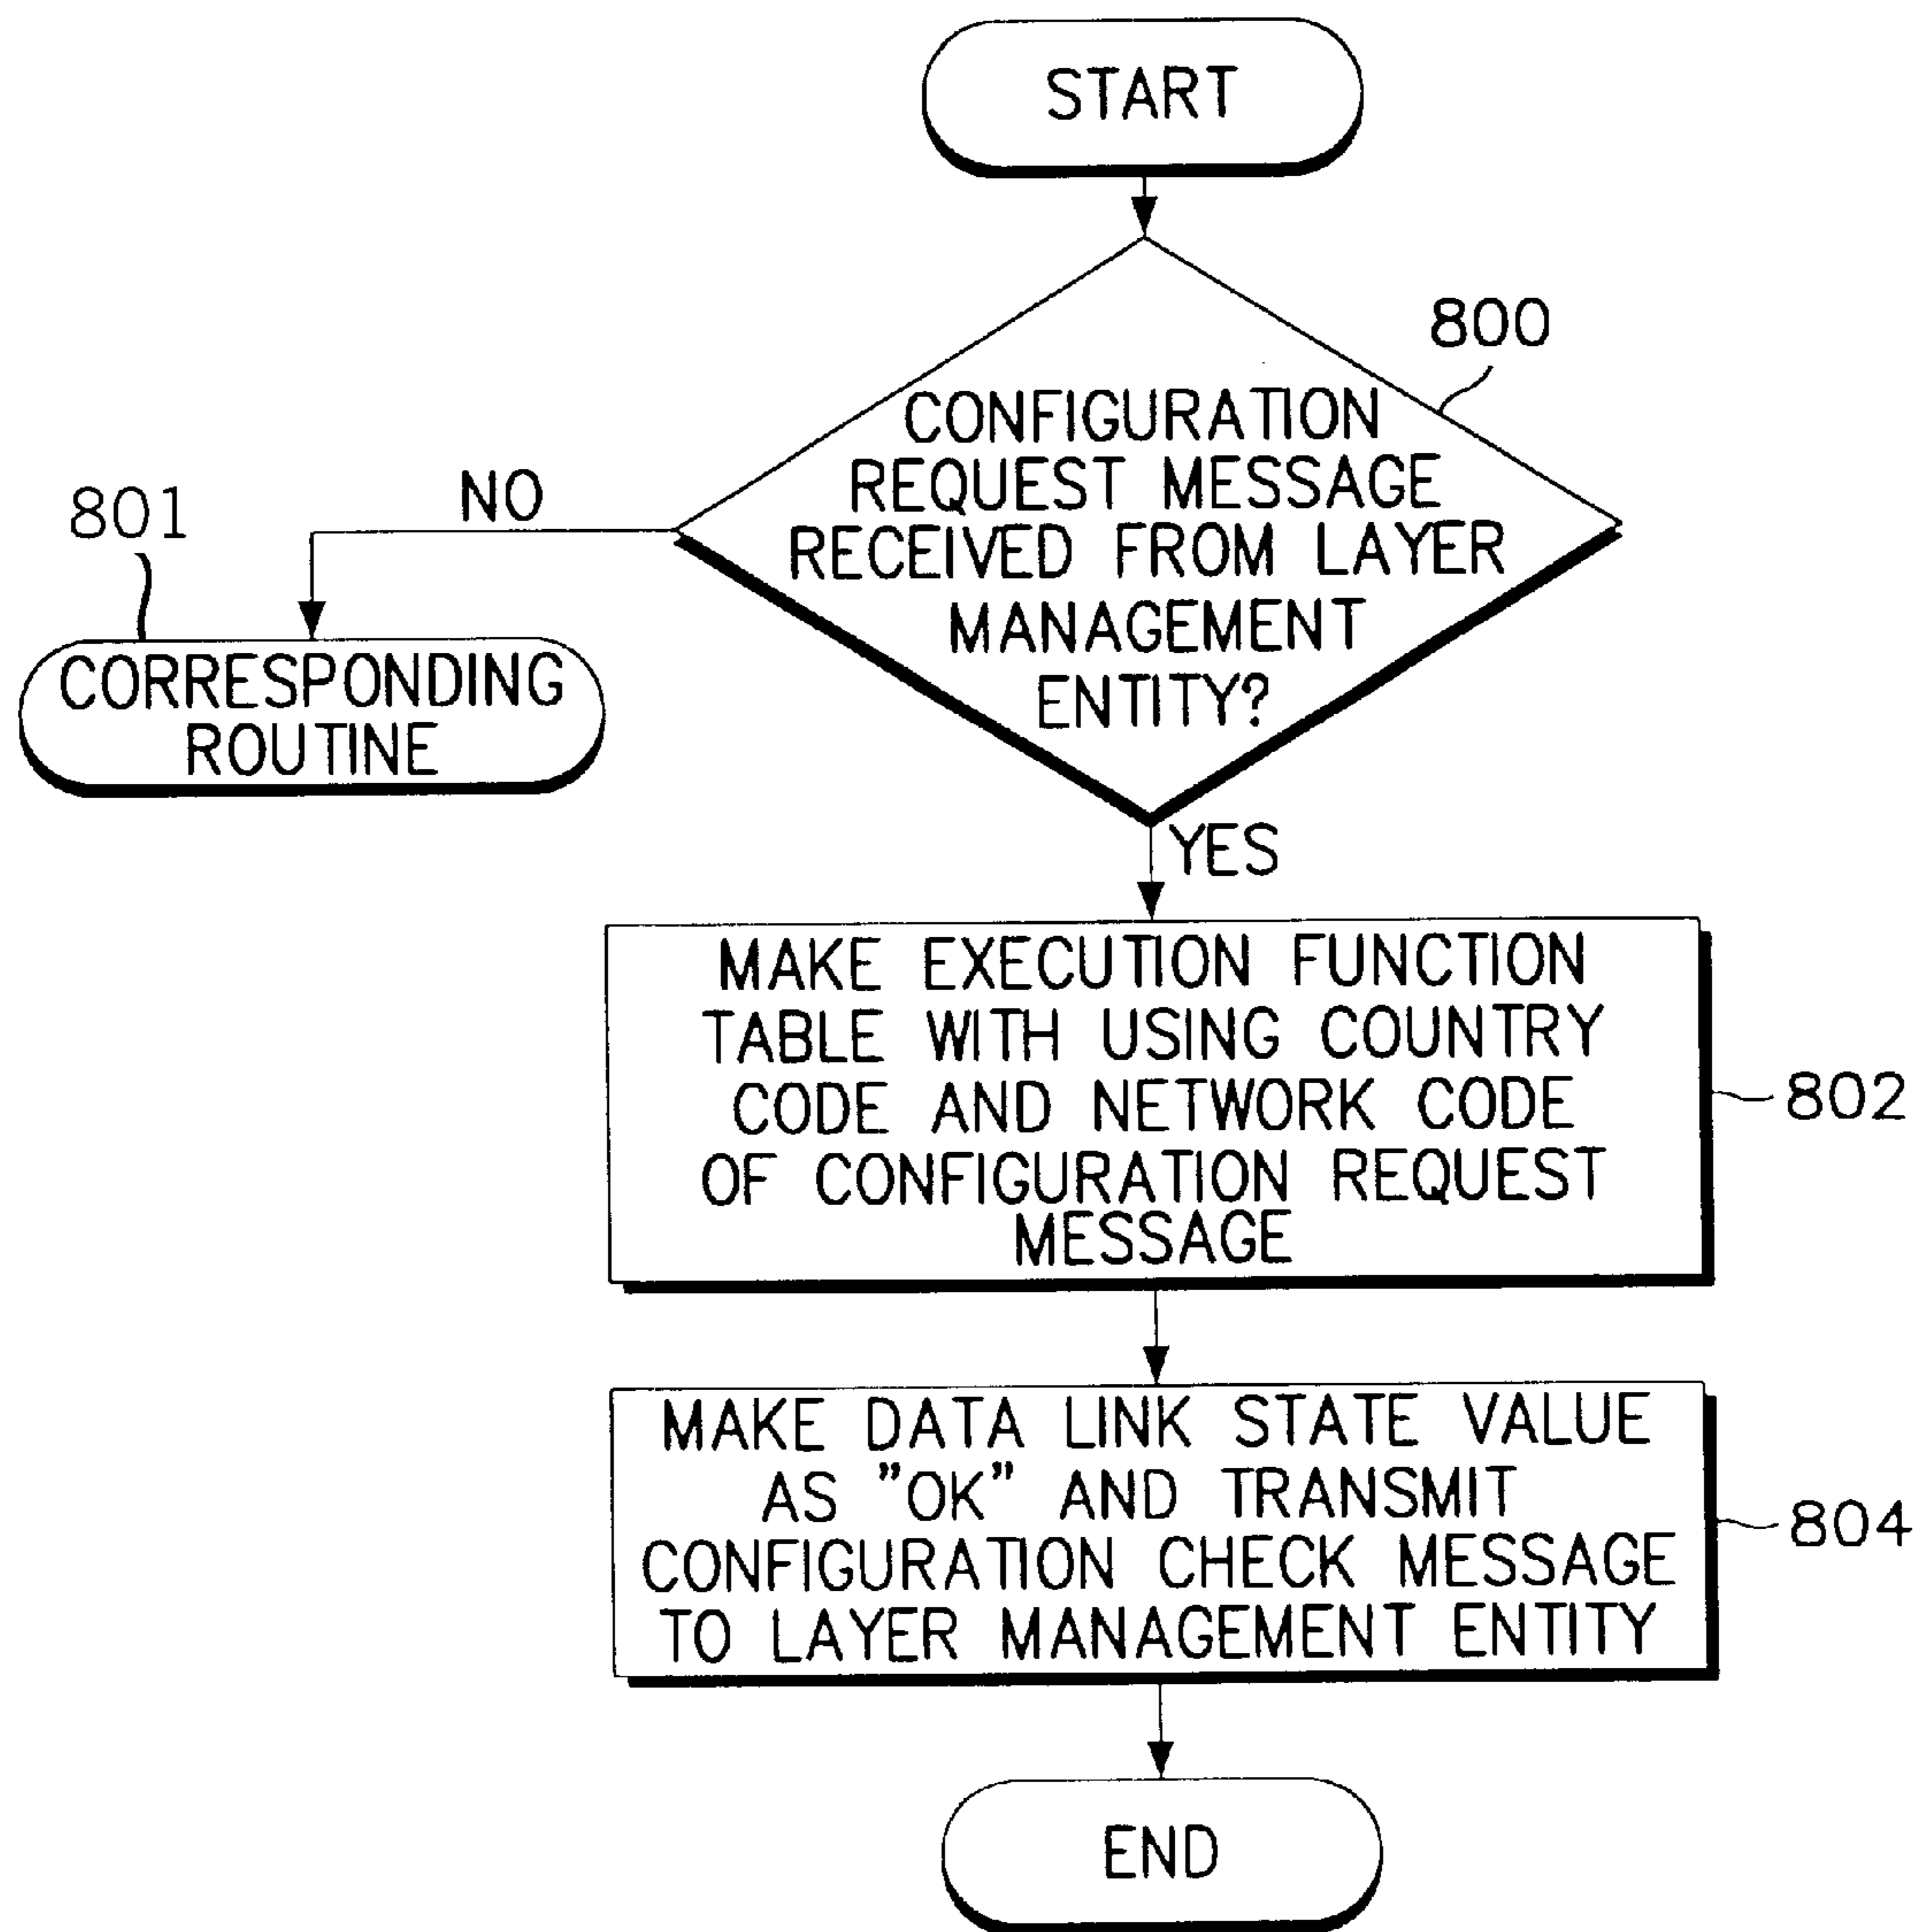 START
800
CONFIGURATION
REQUEST MESSAGE
RECEIVED FROM LAYER
MANAGEMENT
ENTITY?
NO
801
CORRESPONDING
ROUTINE
YES
MAKE EXECUTION FUNCTION
TABLE WITH USING COUNTRY
CODE AND NETWORK CODE
OF CONFIGURATION REQUEST
MESSAGE
802
MAKE DATA LINK STATE VALUE
AS ”OK” AND TRANSMIT
CONFIGURATION CHECK MESSAGE
TO LAYER MANAGEMENT ENTITY
804
END